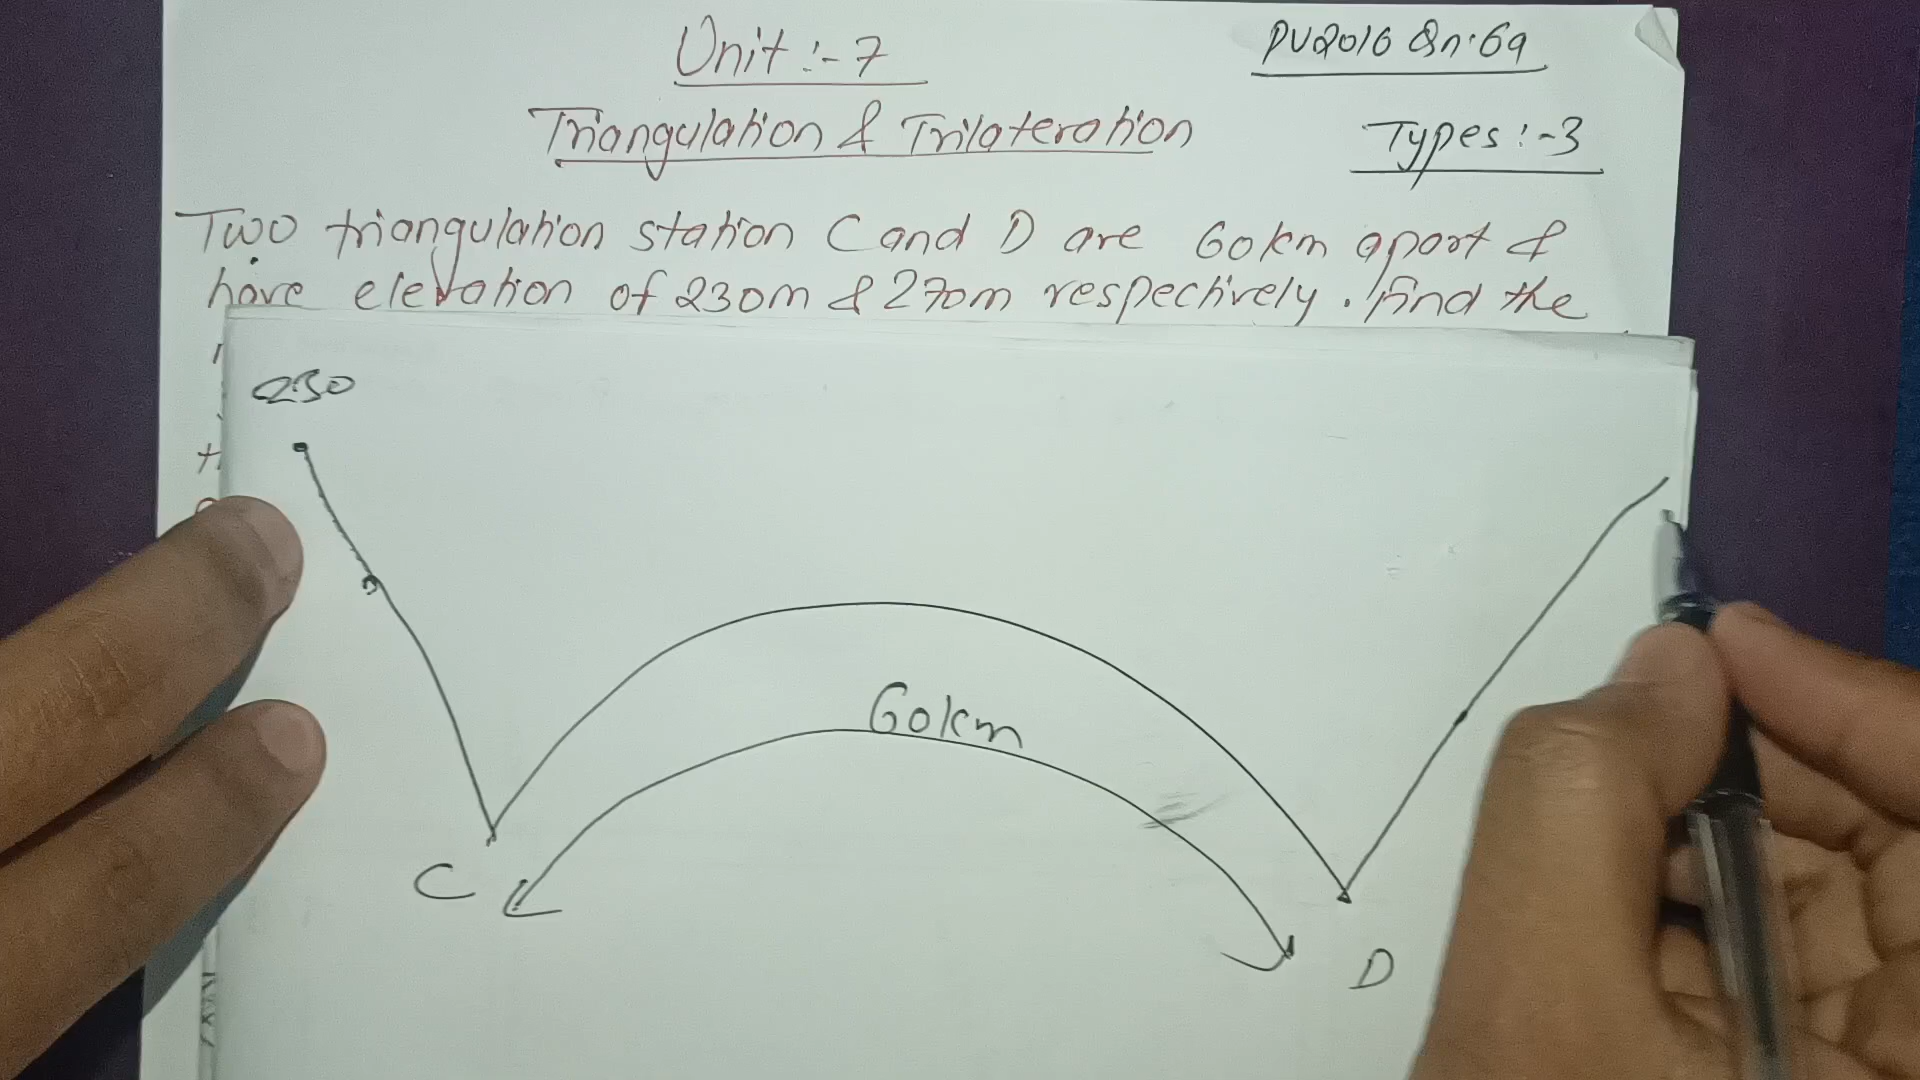 Unit :- 7
PU2016 Qn.6a
Triangulation & Trilateration
Types :- 3
Two triangulation station C and D are 60km apart &
have elevation of 230m & 270m respectively. Find the
230
60km
C
D